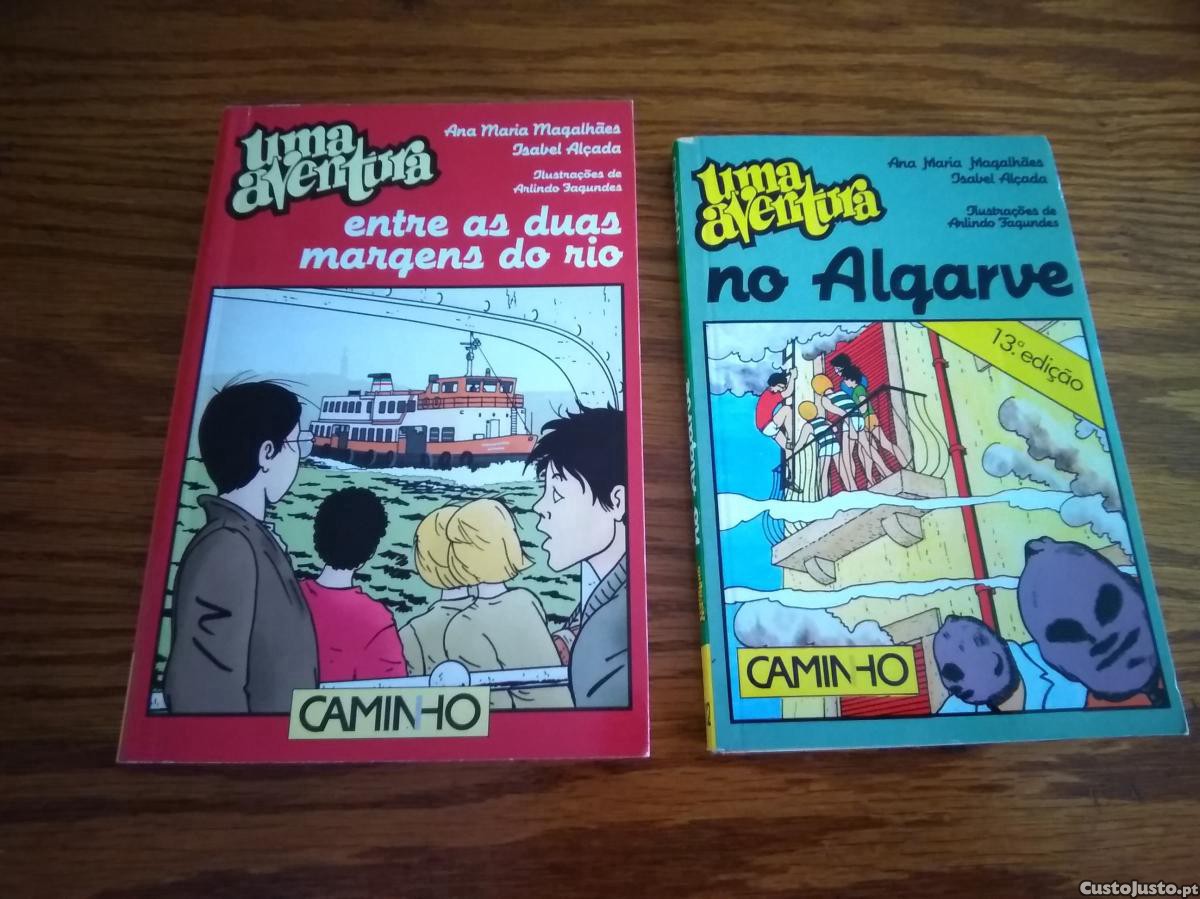 uma
aventura
Ana Maria Magalhães
Isabel Alçada
Ilustrações de
Arlindo Fagundes
entre as duas
margens do rio
CAMINHO
uma
aventura
Ana Maria Magalhães
Isabel Alçada
Ilustrações de
Arlindo Fagundes
no Algarve
13.ª edição
CAMINHO
CustoJusto.pt